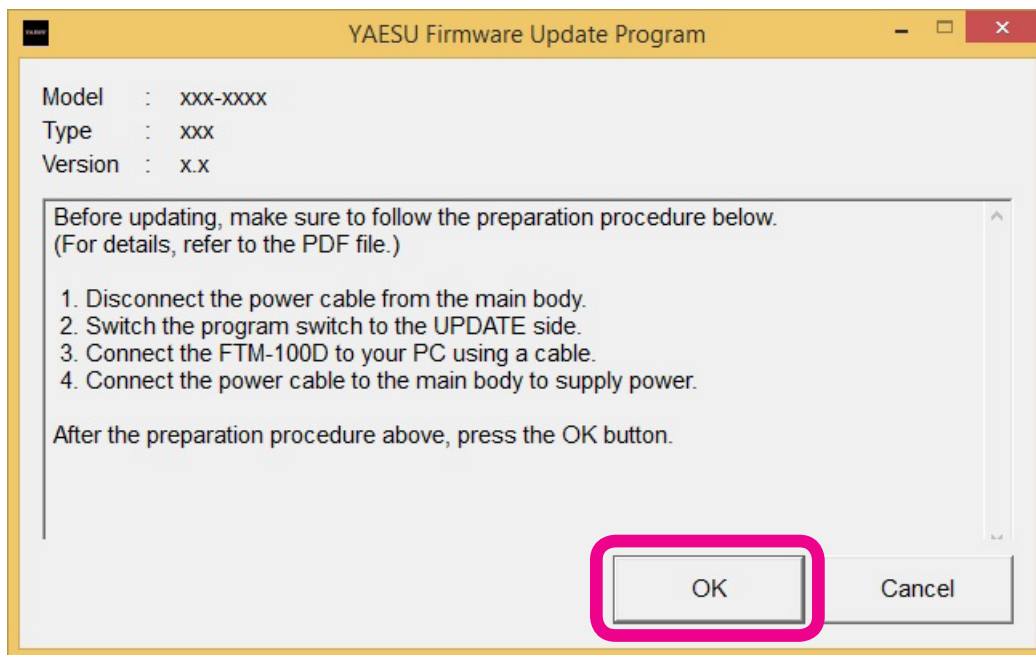 YAESU
YAESU Firmware Update Program
Model : xxx-xxxx
Type : xxx
Version : x.x
Before updating, make sure to follow the preparation procedure below.
(For details, refer to the PDF file.)
1. Disconnect the power cable from the main body.
2. Switch the program switch to the UPDATE side.
3. Connect the FTM-100D to your PC using a cable.
4. Connect the power cable to the main body to supply power.
After the preparation procedure above, press the OK button.
OK
Cancel